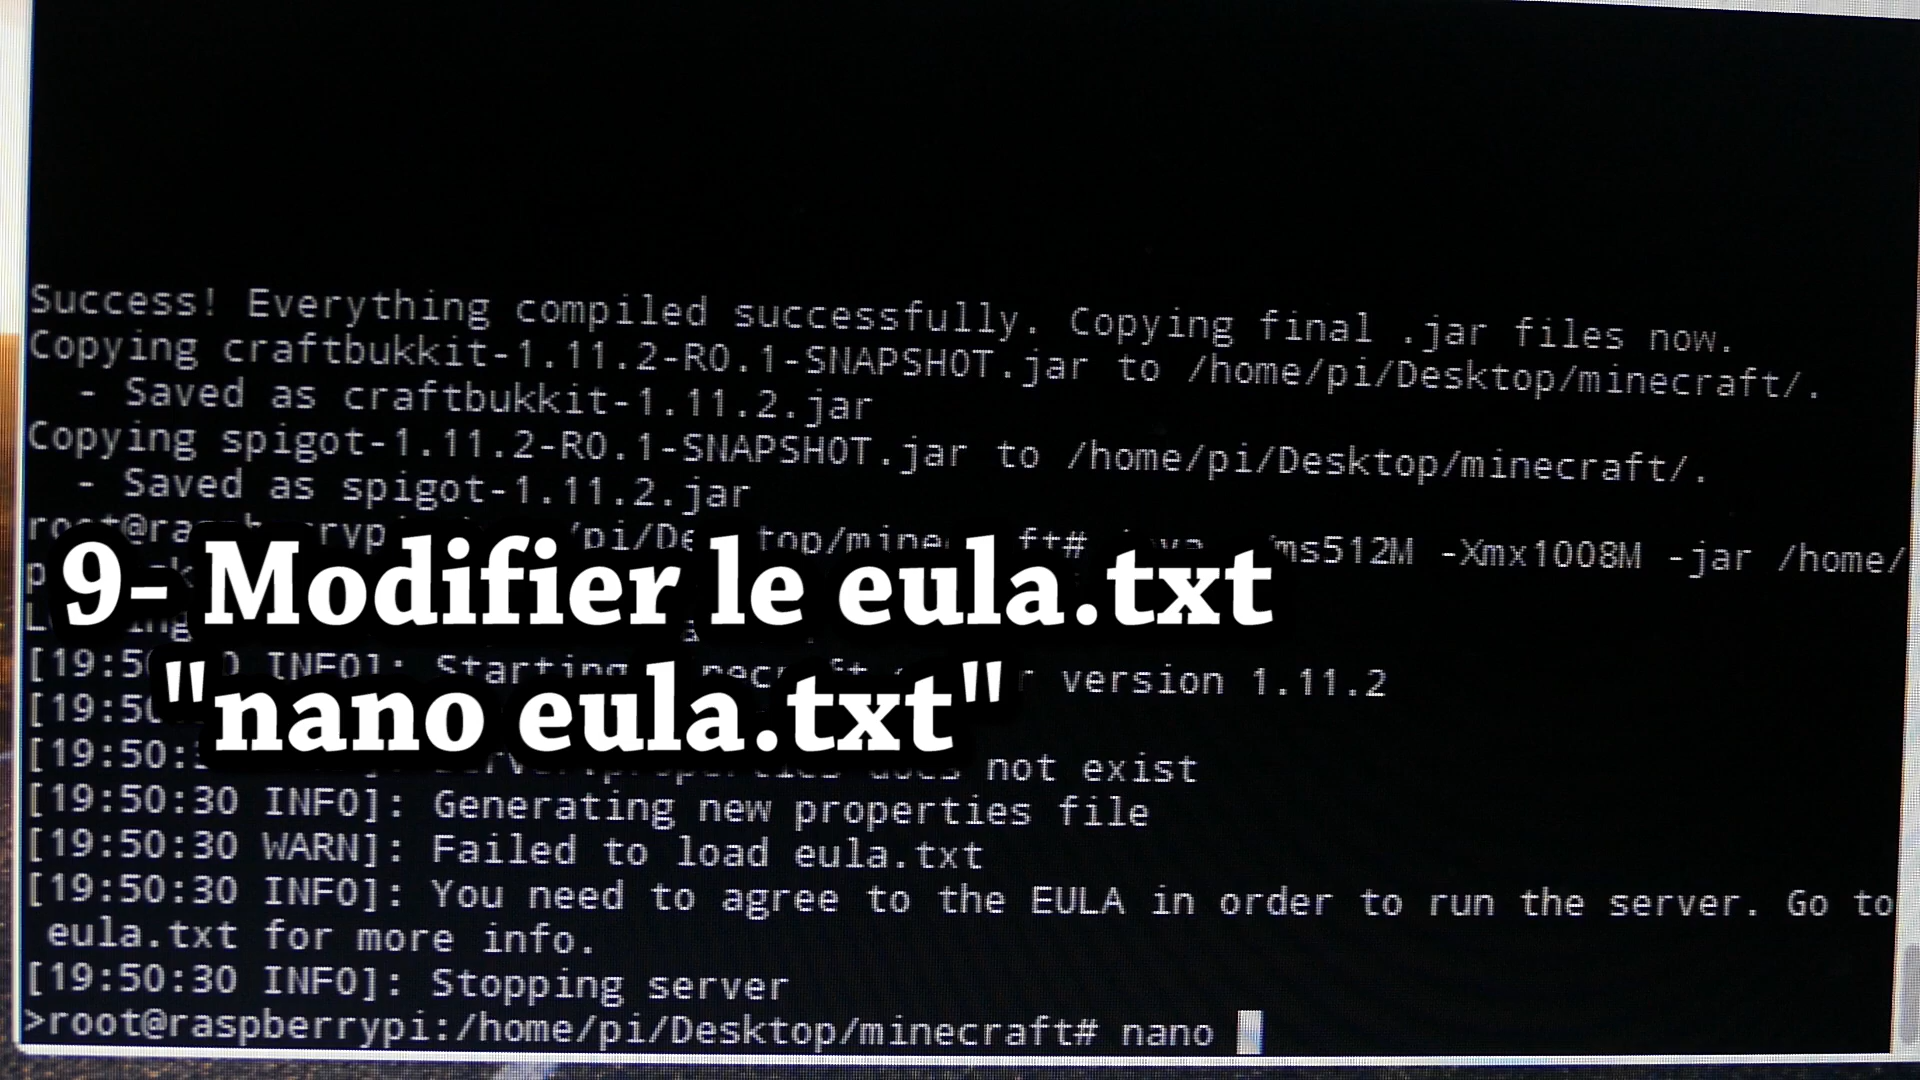 Success! Everything compiled successfully. Copying final .jar files now.
Copying craftbukkit-1.11.2-R0.1-SNAPSHOT.jar to /home/pi/Desktop/minecraft/.
- Saved as craftbukkit-1.11.2.jar
Copying spigot-1.11.2-R0.1-SNAPSHOT.jar to /home/pi/Desktop/minecraft/.
- Saved as spigot-1.11.2.jar
ms512M -Xmx1008M -jar /home/
9- Modifier le eula.txt
"nano eula.txt"
version 1.11.2
not exist
[19:50:30 INFO]: Generating new properties file
[19:50:30 WARN]: Failed to load eula.txt
[19:50:30 INFO]: You need to agree to the EULA in order to run the server. Go to
eula.txt for more info.
[19:50:30 INFO]: Stopping server
>root@raspberrypi:/home/pi/Desktop/minecraft# nano